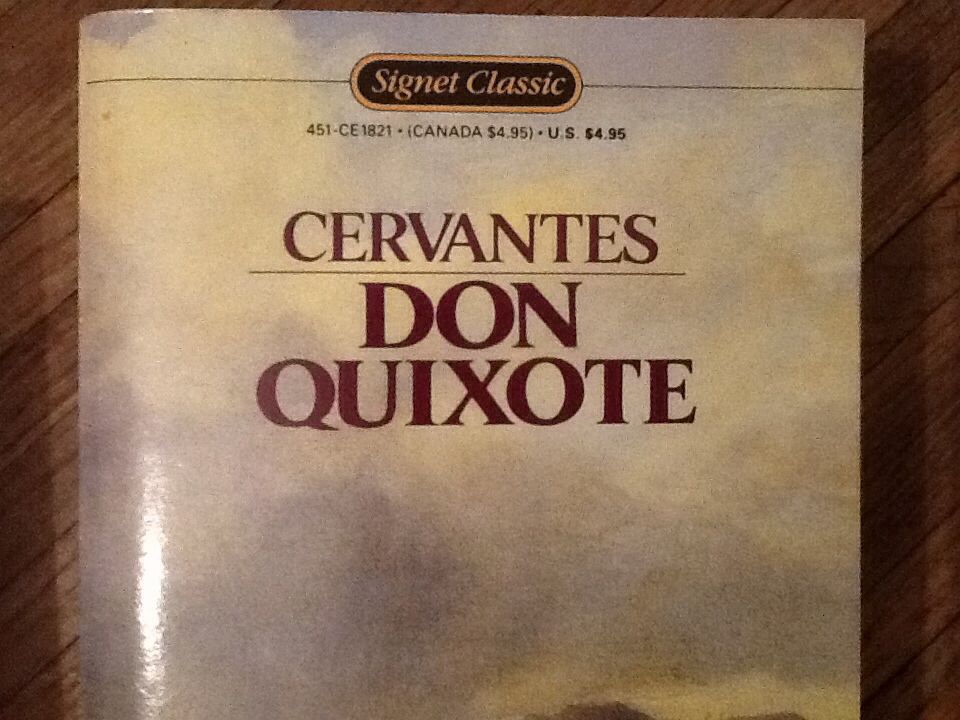 Signet Classic
451-CE1821 • (CANADA $4.95) • U.S. $4.95
CERVANTES
DON
QUIXOTE